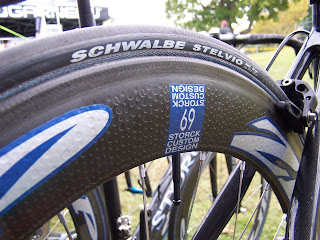 SCHWALBE STELVIO
STORCK
CUSTOM
DESIGN
69
STORCK
CUSTOM
DESIGN